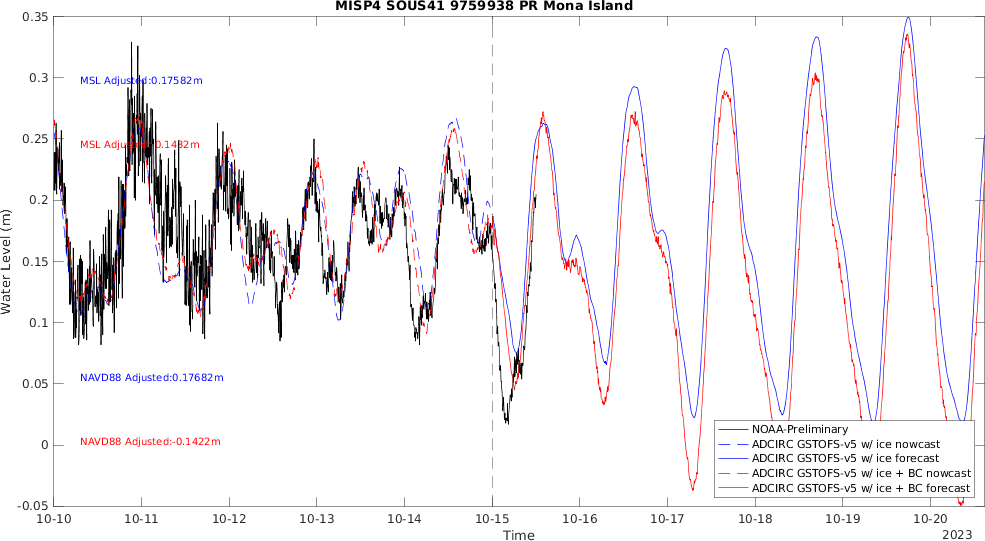 MISP4 SOUS41 9759938 PR Mona Island
0.35
0.3
0.25
0.2
0.15
0.1
0.05
0
-0.05
Water Level (m)
MSL Adjusted:0.17582m
NAVD88 Adjusted:0.17682m
NAVD88 Adjusted:-0.1422m
NOAA-Preliminary
ADCIRC GSTOFS-v5 w/ ice nowcast
ADCIRC GSTOFS-v5 w/ ice forecast
ADCIRC GSTOFS-v5 w/ ice + BC nowcast
ADCIRC GSTOFS-v5 w/ ice + BC forecast
10-10
10-11
10-12
10-13
10-14
10-15
10-16
10-17
10-18
10-19
10-20
Time
2023